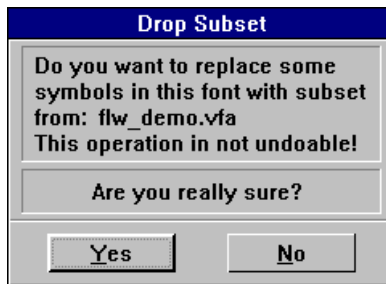 Drop Subset
Do you want to replace some
symbols in this font with subset
from: flw_demo.vfa
This operation in not undoable!
Are you really sure?
Yes
No